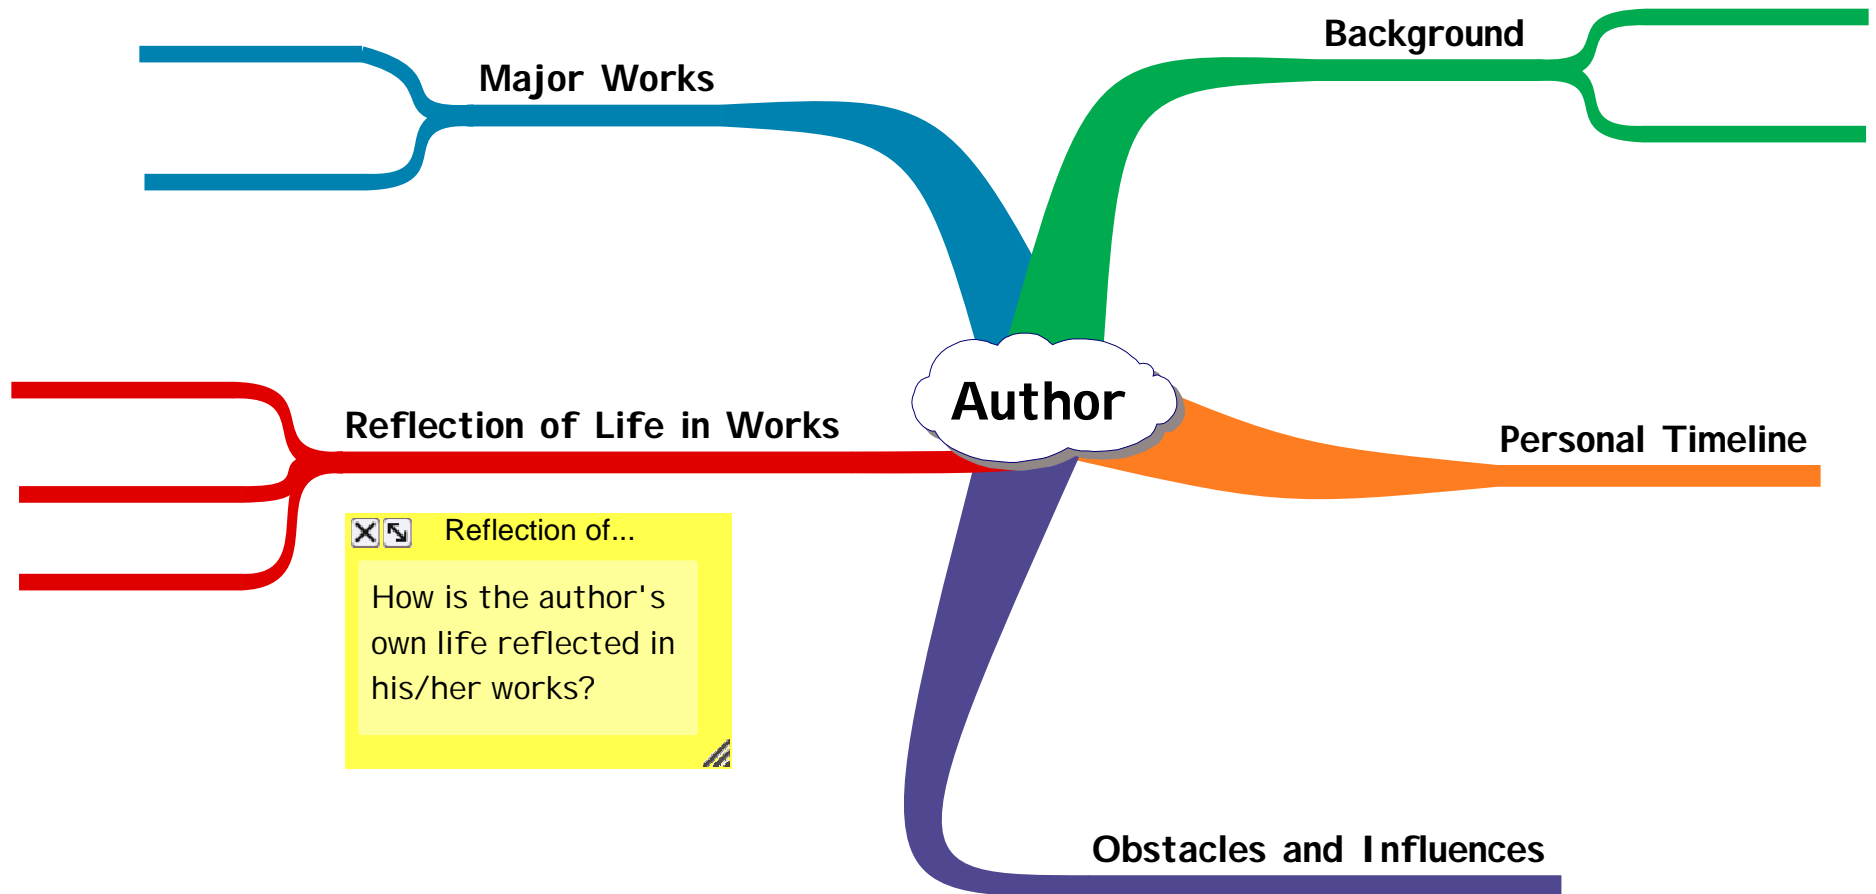 Background
Major Works
Author
Reflection of Life in Works
Personal Timeline
Reflection of...
How is the author's
own life reflected in
his/her works?
Obstacles and Influences